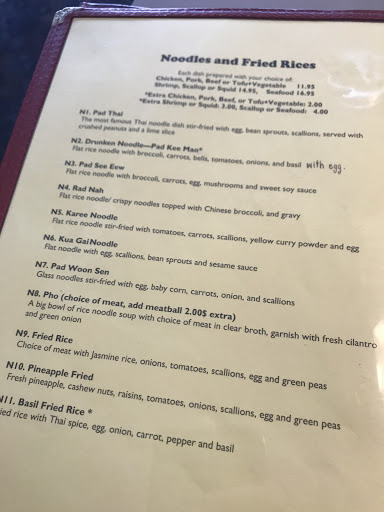 Noodles and Fried Rices
Each dish prepared with your choice of:
Chicken, Pork, Beef or Tofu+Vegetable 11.95
Shrimp, Scallop or Squid 14.95, Seafood 16.95
*Extra Chicken, Pork, Beef, or Tofu+Vegetable: 2.00
*Extra Shrimp or Squid: 3.00, Scallop or Seafood: 4.00
N1. Pad Thai
The most famous Thai noodle dish stir-fried with egg, bean sprouts, scallions, served with
crushed peanuts and a lime slice
N2. Drunken Noodle—Pad Kee Mao*
Flat rice noodle with broccoli, carrots, bells, tomatoes, onions, and basil with egg.
N3. Pad See Eew
Flat rice noodle with broccoli, carrots, egg, mushrooms and sweet soy sauce
N4. Rad Nah
Flat rice noodle/ crispy noodles topped with Chinese broccoli, and gravy
N5. Karee Noodle
Flat rice noodle stir-fried with tomatoes, carrots, scallions, yellow curry powder and egg
N6. Kua GaiNoodle
Flat noodle with egg, scallions, bean sprouts and sesame sauce
N7. Pad Woon Sen
Glass noodles stir-fried with egg, baby corn, carrots, onion, and scallions
N8. Pho (choice of meat, add meatball 2.00$ extra)
A big bowl of rice noodle soup with choice of meat in clear broth, garnish with fresh cilantro
and green onion
N9. Fried Rice
Choice of meat with Jasmine rice, onions, tomatoes, scallions, egg and green peas
N10. Pineapple Fried
Fresh pineapple, cashew nuts, raisins, tomatoes, onions, scallions, egg and green peas
N11. Basil Fried Rice *
ied rice with Thai spice, egg, onion, carrot, pepper and basil